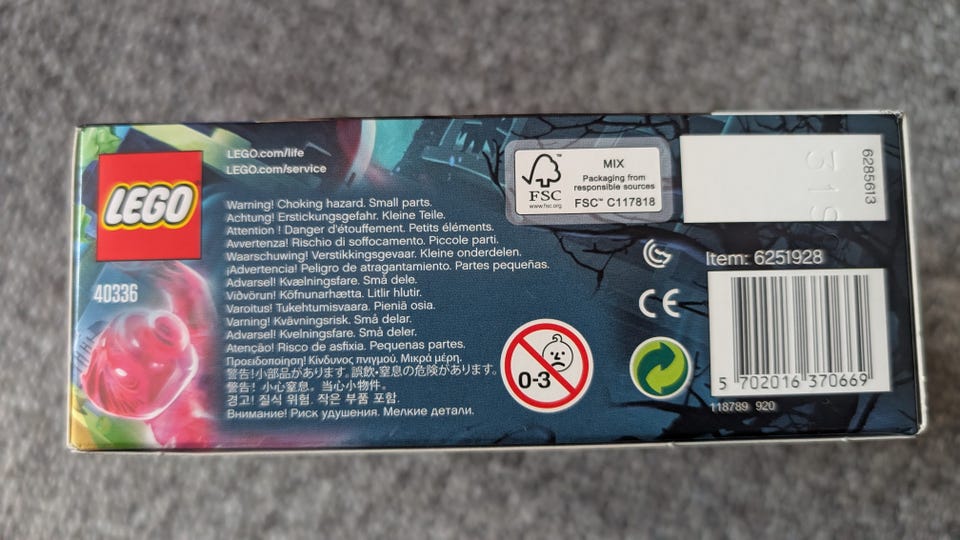 LEGO
40336
LEGO.com/life
LEGO.com/service
Warning! Choking hazard. Small parts.
Achtung! Erstickungsgefahr. Kleine Teile.
Attention ! Danger d'étouffement. Petits éléments.
Avvertenza! Rischio di soffocamento. Piccole parti.
Waarschuwing! Verstikkingsgevaar. Kleine onderdelen.
¡Advertencia! Peligro de atragantamiento. Partes pequeñas.
Advarsel! Kvælningsfare. Små dele.
Viðvörun! Köfnunarhætta. Litlir hlutir.
Varoitus! Tukehtumisvaara. Pieniä osia.
Varning! Kvävningsrisk. Små delar.
Advarsel! Kvelningsfare. Små deler.
Atenção! Risco de asfixia. Pequenas partes.
Προειδοποίηση! Κίνδυνος πνιγμού. Μικρά μέρη.
警告!小部品があります。誤飲・窒息の危険があります。
警告！小心窒息。当心小物件。
경고! 질식 위험. 작은 부품 포함.
Внимание! Риск удушения. Мелкие детали.
0-3
FSC
www.fsc.org
MIX
Packaging from
responsible sources
FSC™ C117818
6285613
Item: 6251928
CE
5 702016 370669
118789 920